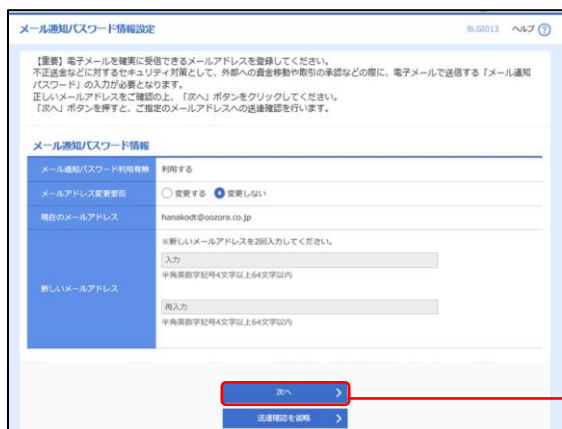 メール通知パスワード情報設定
BLGI013 ヘルプ ?
【重要】電子メールを確実に受信できるメールアドレスを登録してください。
不正送金などに対するセキュリティ対策として、外部への資金移動や取引の承認などの際に、電子メールで送信する「メール通知
パスワード」の入力が必要となります。
正しいメールアドレスをご確認の上、「次へ」ボタンをクリックしてください。
「次へ」ボタンを押すと、ご指定のメールアドレスへの送達確認を行います。
メール通知パスワード情報
メール通知パスワード利用有無 利用する
メールアドレス変更要否 変更する 変更しない
現在のメールアドレス hanakodt@oozora.co.jp
※新しいメールアドレスを2回入力してください。
入力
半角英数字記号4文字以上64文字以内
新しいメールアドレス
再入力
半角英数字記号4文字以上64文字以内
次へ
送達確認を省略